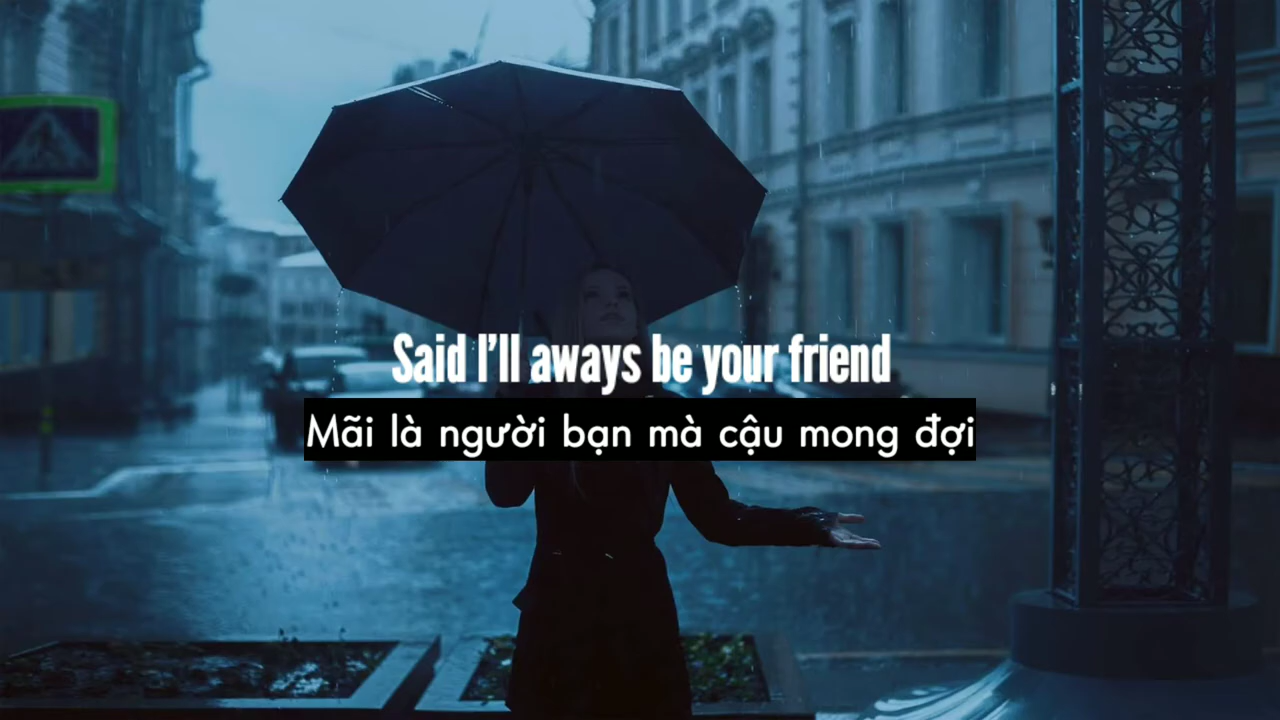 Said I'll aways be your friend
Mãi là người bạn mà cậu mong đợi